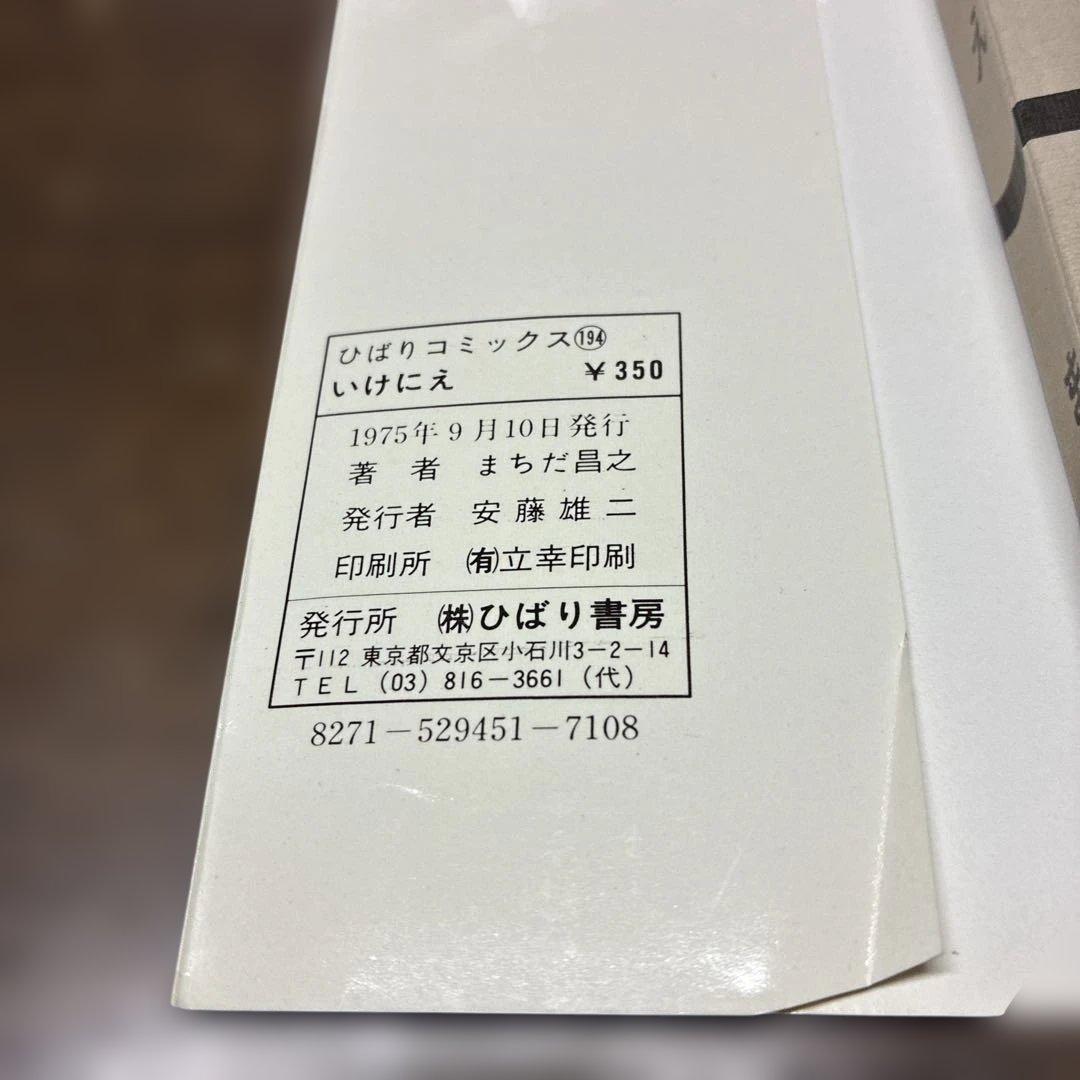 ひばりコミックス194
いけにえ ￥350
1975年9月10日発行
著者 まちだ昌之
発行者 安藤雄二
印刷所 ㈲立幸印刷
発行所 ㈱ひばり書房
〒112 東京都文京区小石川3−2−14
TEL (03) 816−3661 (代)
8271−529451−7108